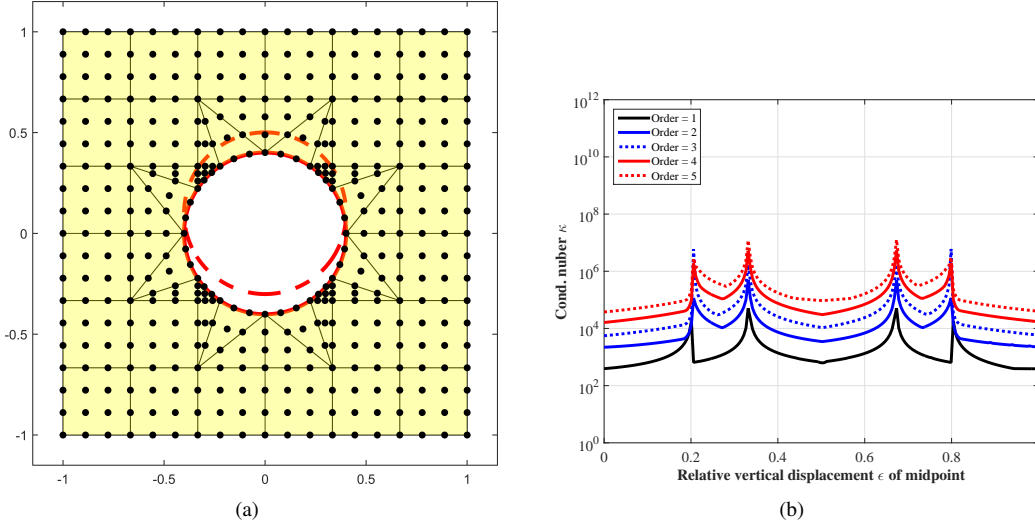 1
0.5
0
-0.5
-1
-1
-0.5
0
0.5
1
(a)
10^12
10^10
10^8
10^6
10^4
10^2
10^0
Cond. nuber κ
Order = 1
Order = 2
Order = 3
Order = 4
Order = 5
0
0.2
0.4
0.6
0.8
Relative vertical displacement ϵ of midpoint
(b)